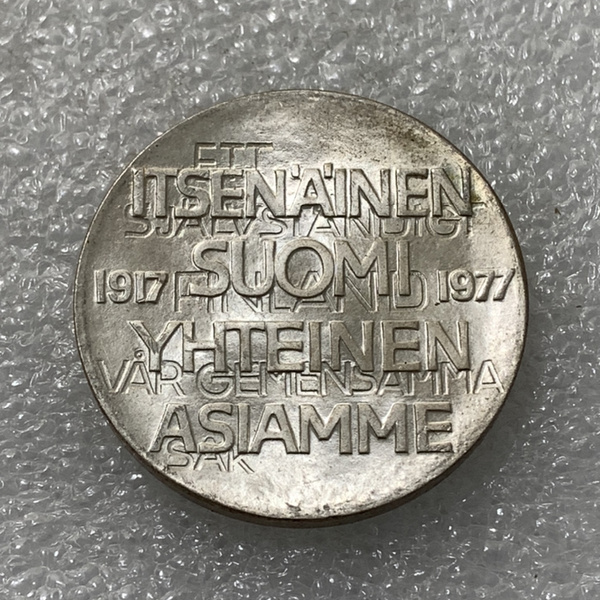 ETT
ITSENÄINEN
SJÄLVSTÄNDIGT
SUOMI
1917 FINLAND 1977
YHTEINEN
VÅR GEMENSAMMA
ASIAMME
SAK